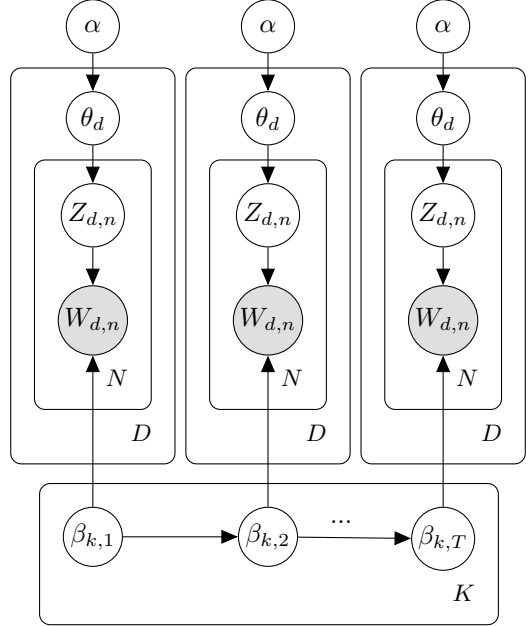 α α α
θ_d θ_d θ_d
Z_{d,n} Z_{d,n} Z_{d,n}
W_{d,n} W_{d,n} W_{d,n}
N N N
D D D
...
β_{k,1} β_{k,2} β_{k,T}
K